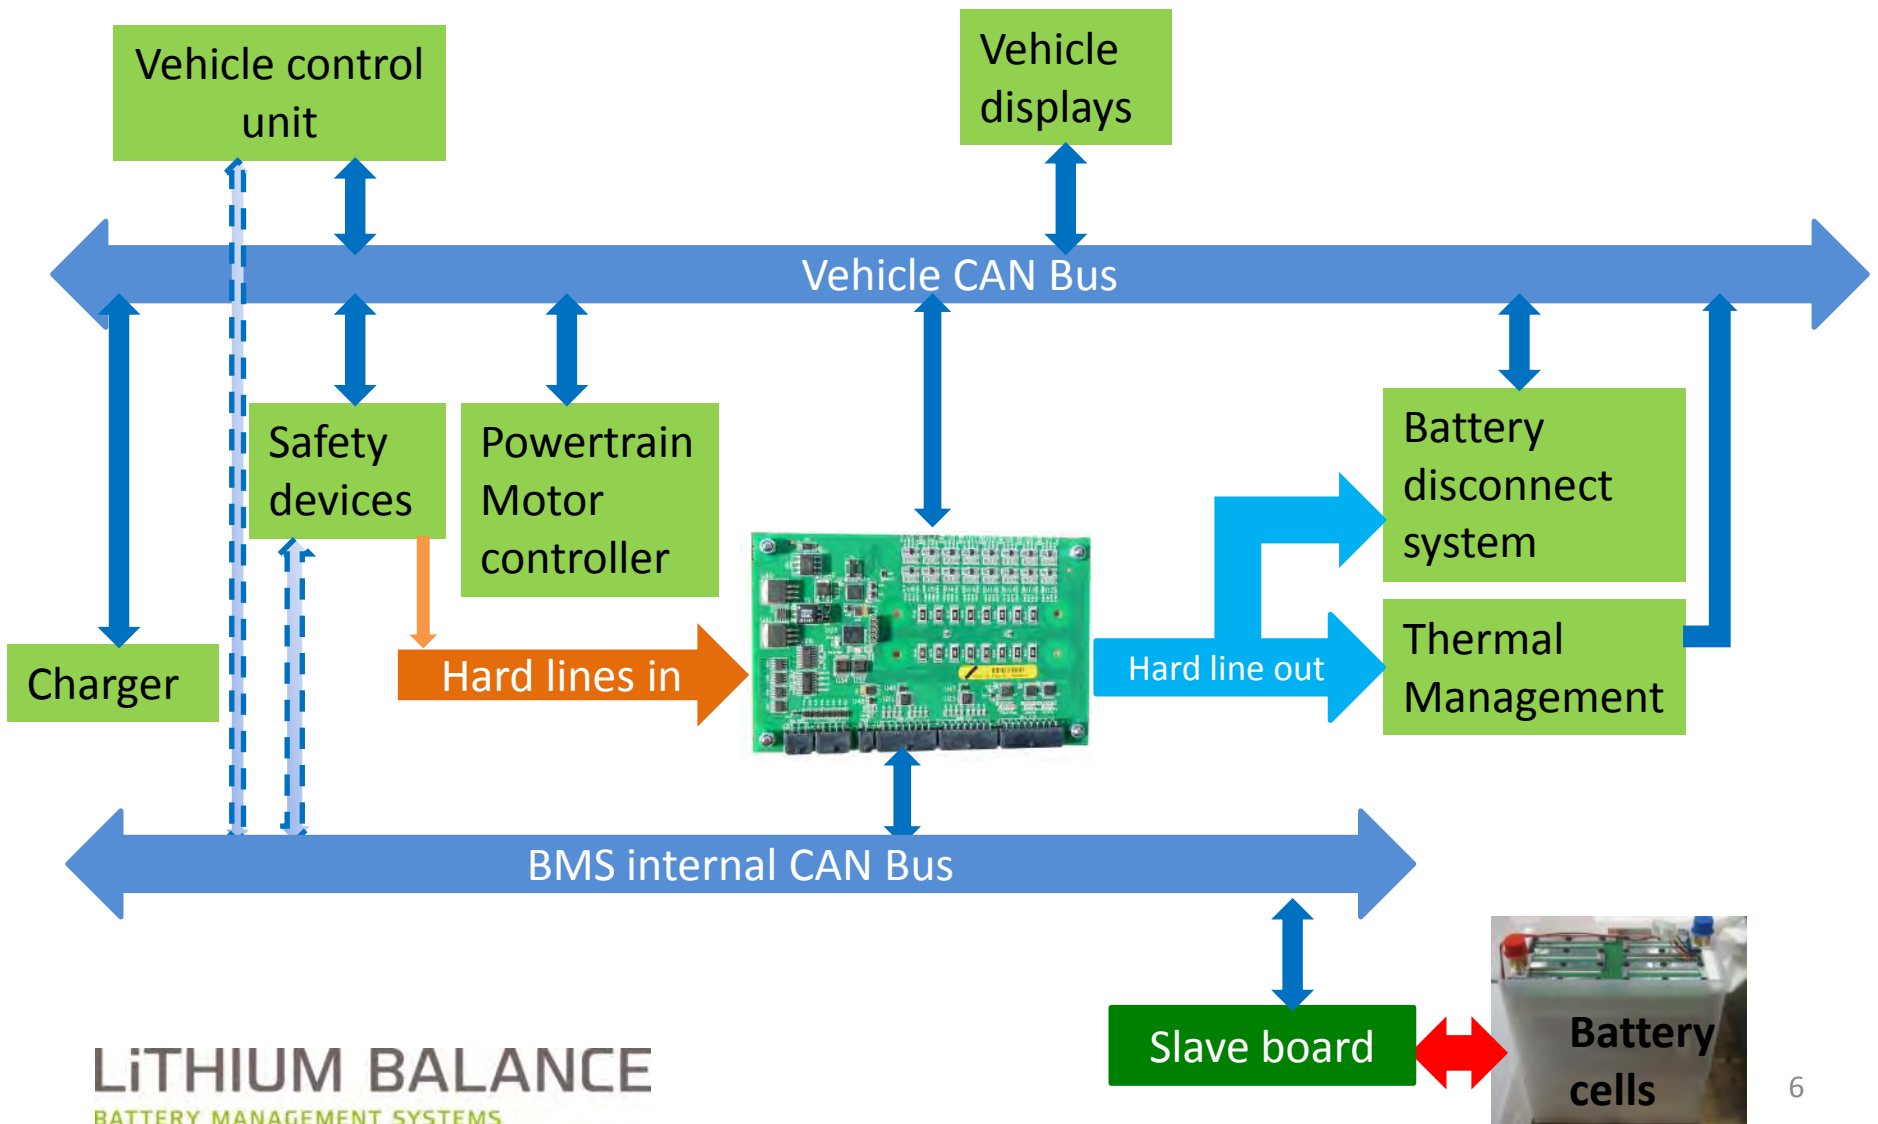 Vehicle control
unit
Vehicle
displays
Vehicle CAN Bus
Safety
devices
Powertrain
Motor
controller
Battery
disconnect
system
Charger
Hard lines in
Hard line out
Thermal
Management
BMS internal CAN Bus
Slave board
Battery
cells
LiTHIUM BALANCE
BATTERY MANAGEMENT SYSTEMS
6